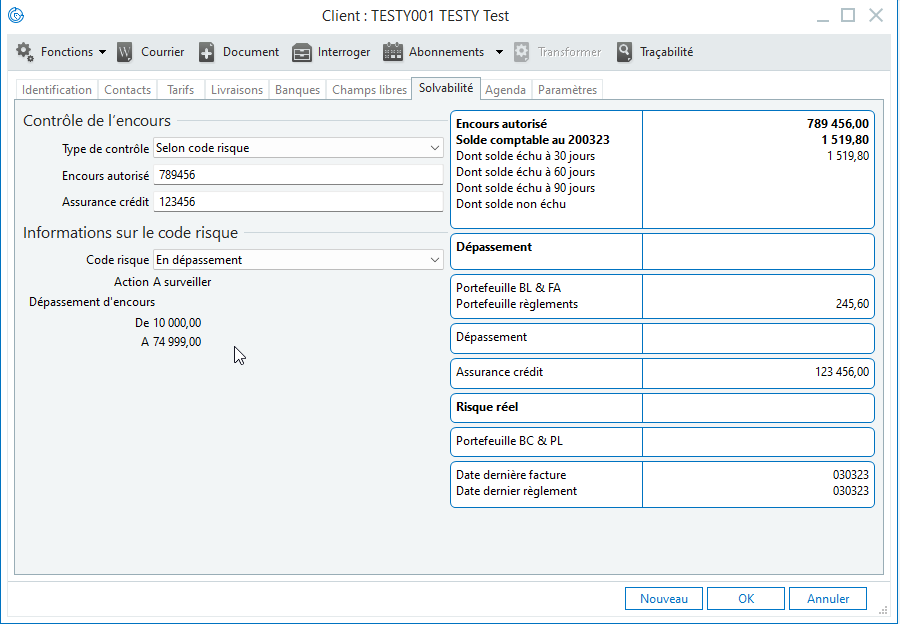 Client : TESTY001 TESTY Test
Fonctions Courrier Document Interroger Abonnements Transformer Traçabilité
Identification Contacts Tarifs Livraisons Banques Champs libres Solvabilité Agenda Paramètres
Contrôle de l'encours
Type de contrôle Selon code risque
Encours autorisé 789456
Assurance crédit 123456
Informations sur le code risque
Code risque En dépassement
Action A surveiller
Dépassement d'encours
De 10 000,00
A 74 999,00
Encours autorisé 789 456,00
Solde comptable au 200323 1 519,80
Dont solde échu à 30 jours 1 519,80
Dont solde échu à 60 jours
Dont solde échu à 90 jours
Dont solde non échu
Dépassement
Portefeuille BL & FA
Portefeuille règlements 245,60
Dépassement
Assurance crédit 123 456,00
Risque réel
Portefeuille BC & PL
Date dernière facture 030323
Date dernier règlement 030323
Nouveau OK Annuler